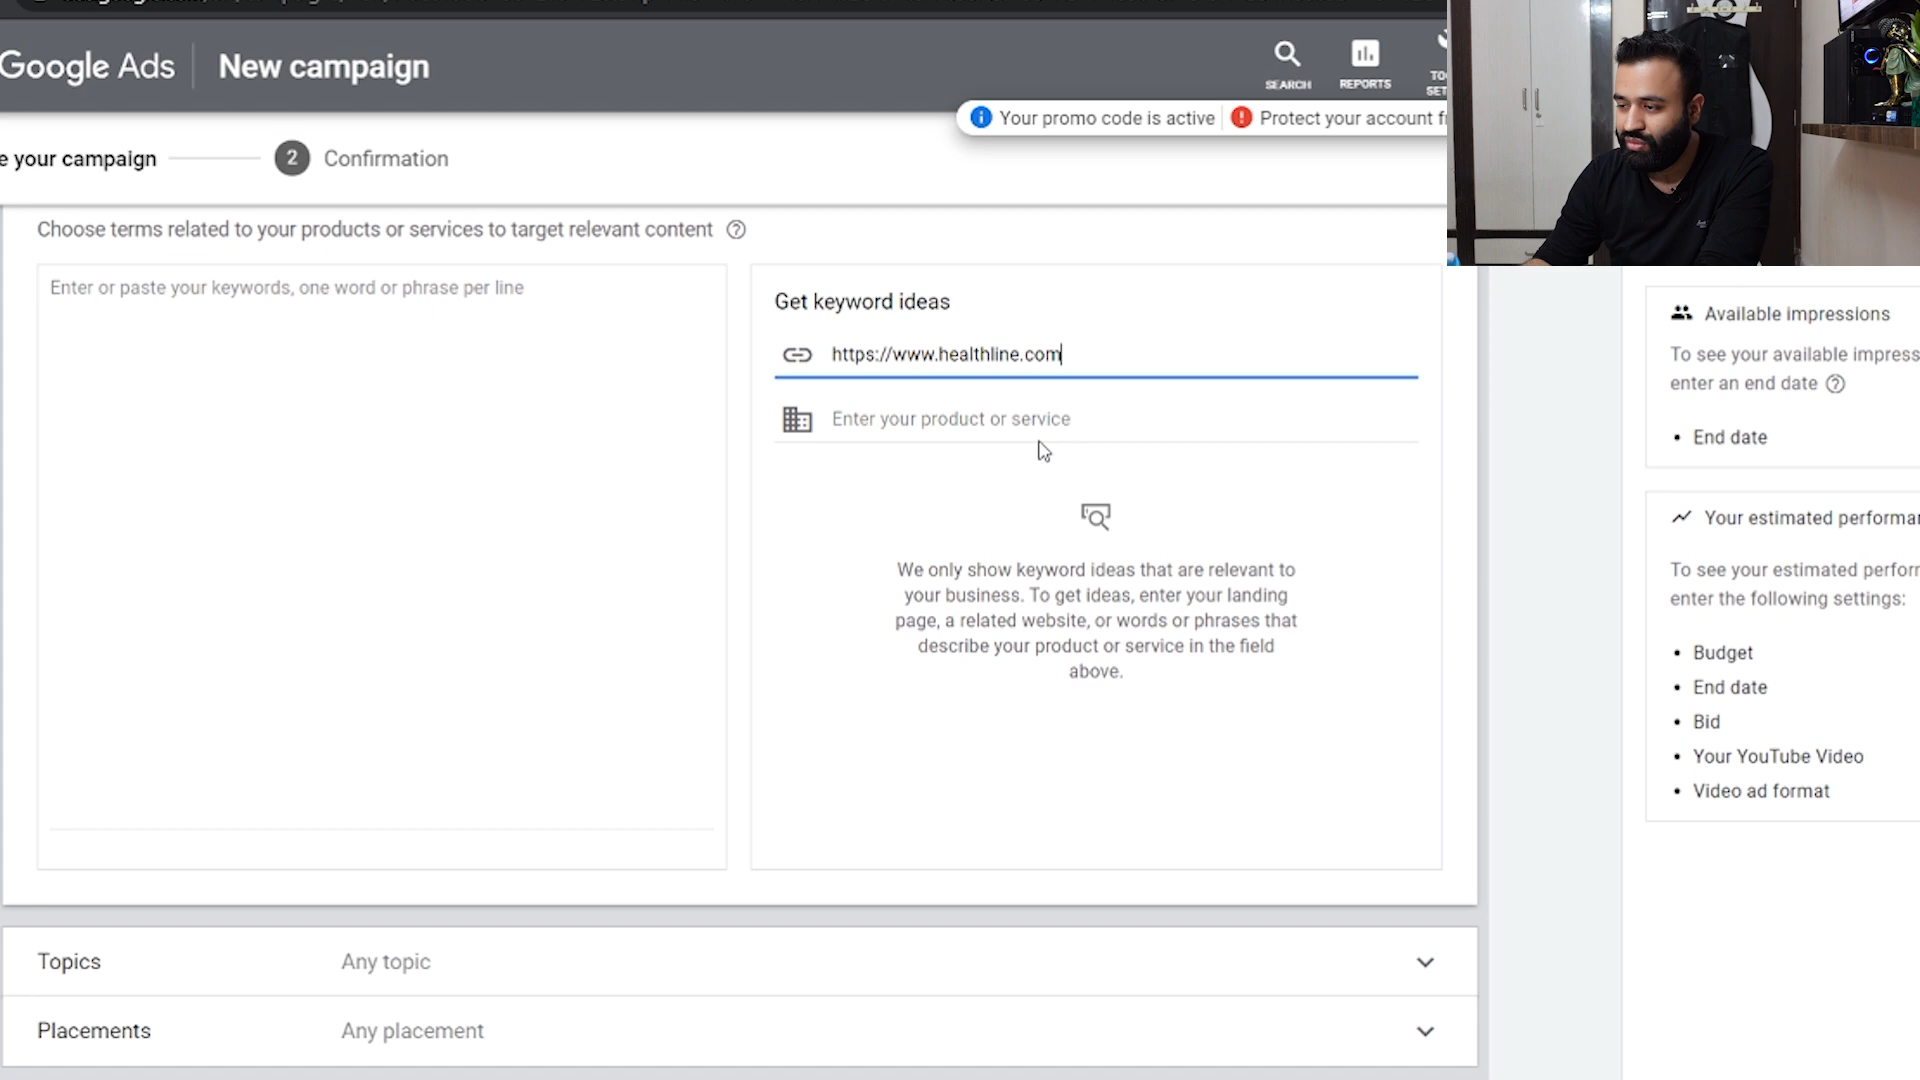 Google Ads
New campaign
SEARCH
REPORTS
Your promo code is active
Protect your account
e your campaign
2
Confirmation
Choose terms related to your products or services to target relevant content
Enter or paste your keywords, one word or phrase per line
Get keyword ideas
https://www.healthline.com
Enter your product or service
We only show keyword ideas that are relevant to
your business. To get ideas, enter your landing
page, a related website, or words or phrases that
describe your product or service in the field
above.
Topics
Any topic
Placements
Any placement
Available impressions
To see your available impress
enter an end date
• End date
Your estimated performa
To see your estimated perfor
enter the following settings:
• Budget
• End date
• Bid
• Your YouTube Video
• Video ad format